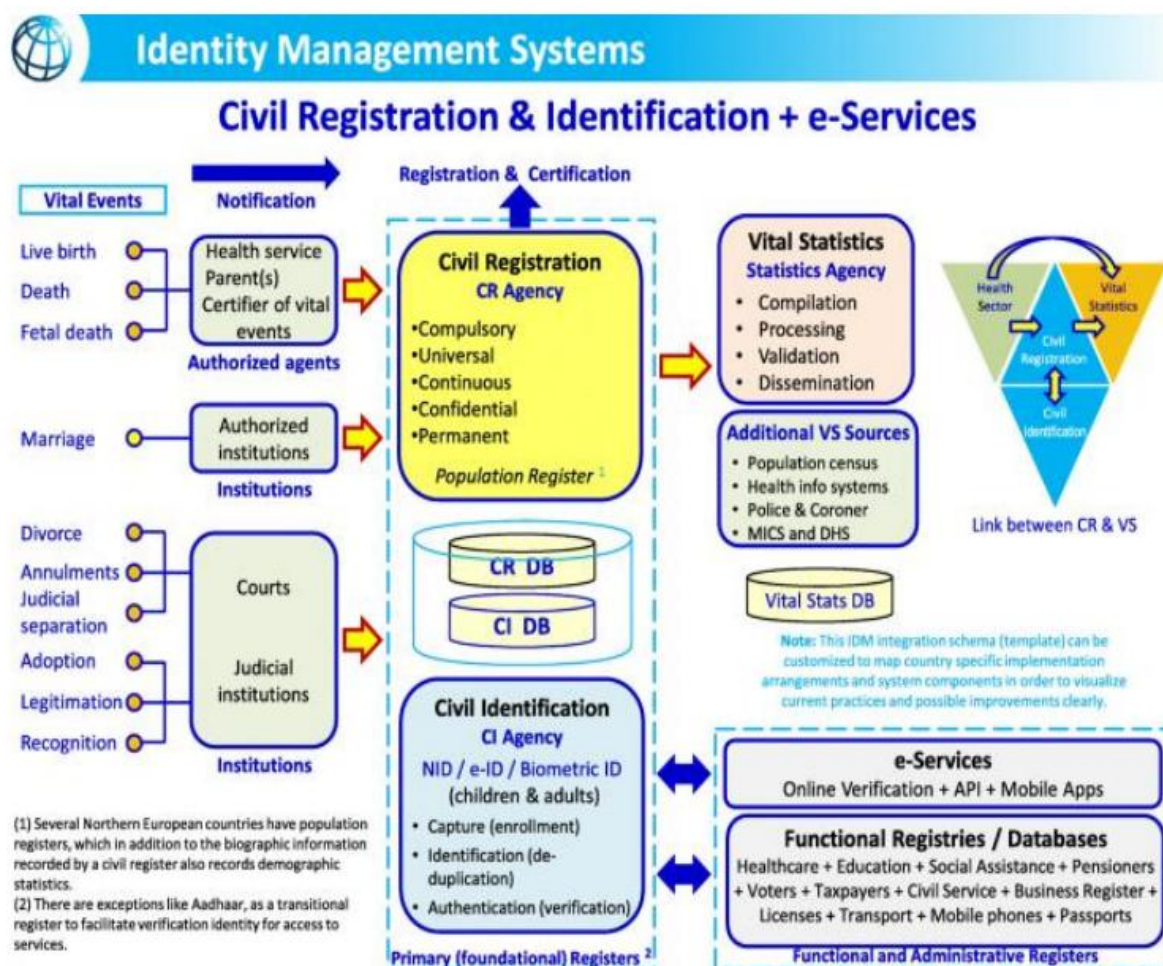 Identity Management Systems
Civil Registration & Identification + e-Services
Vital Events
Notification
Registration & Certification
Live birth
Death
Fetal death
Health service
Parent(s)
Certifier of vital
events
Authorized agents
Marriage
Authorized
institutions
Institutions
Divorce
Annulments
Judicial
separation
Adoption
Legitimation
Recognition
Courts
Judicial
institutions
Institutions
Civil Registration
CR Agency
•Compulsory
•Universal
•Continuous
•Confidential
•Permanent
Population Register 1
CR DB
CI DB
Civil Identification
CI Agency
NID / e-ID / Biometric ID
(children & adults)
• Capture (enrollment)
• Identification (de-
duplication)
• Authentication (verification)
Primary (foundational) Registers 2
Vital Statistics
Statistics Agency
• Compilation
• Processing
• Validation
• Dissemination
Additional VS Sources
• Population census
• Health info systems
• Police & Coroner
• MICS and DHS
Vital Stats DB
Health
Sector
Vital
Statistics
Civil
Registration
Civil
Identification
Link between CR & VS
Note: This IDM integration schema (template) can be
customized to map country specific implementation
arrangements and system components in order to visualize
current practices and possible improvements clearly.
e-Services
Online Verification + API + Mobile Apps
Functional Registries / Databases
Healthcare + Education + Social Assistance + Pensioners
+ Voters + Taxpayers + Civil Service + Business Register +
Licenses + Transport + Mobile phones + Passports
Functional and Administrative Registers
(1) Several Northern European countries have population
registers, which in addition to the biographic information
recorded by a civil register also records demographic
statistics.
(2) There are exceptions like Aadhaar, as a transitional
register to facilitate verification identity for access to
services.